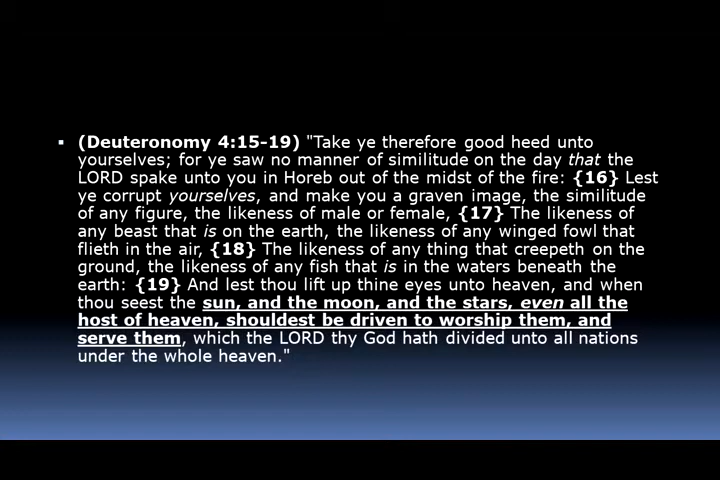 ▪ (Deuteronomy 4:15-19) "Take ye therefore good heed unto
yourselves; for ye saw no manner of similitude on the day that the
LORD spake unto you in Horeb out of the midst of the fire: {16} Lest
ye corrupt yourselves, and make you a graven image, the similitude
of any figure, the likeness of male or female, {17} The likeness of
any beast that is on the earth, the likeness of any winged fowl that
flieth in the air, {18} The likeness of any thing that creepeth on the
ground, the likeness of any fish that is in the waters beneath the
earth: {19} And lest thou lift up thine eyes unto heaven, and when
thou seest the sun, and the moon, and the stars, even all the
host of heaven, shouldest be driven to worship them, and
serve them, which the LORD thy God hath divided unto all nations
under the whole heaven."